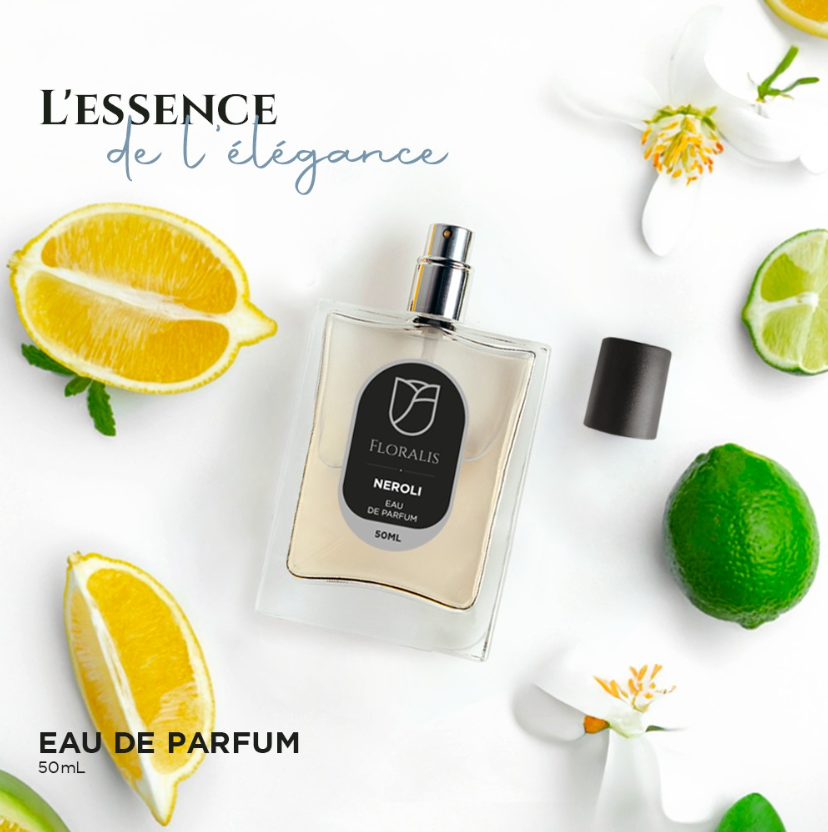 L'ESSENCE
de l'élégance
FLORALIS
NEROLI
EAU
DE PARFUM
50ML
EAU DE PARFUM
50mL